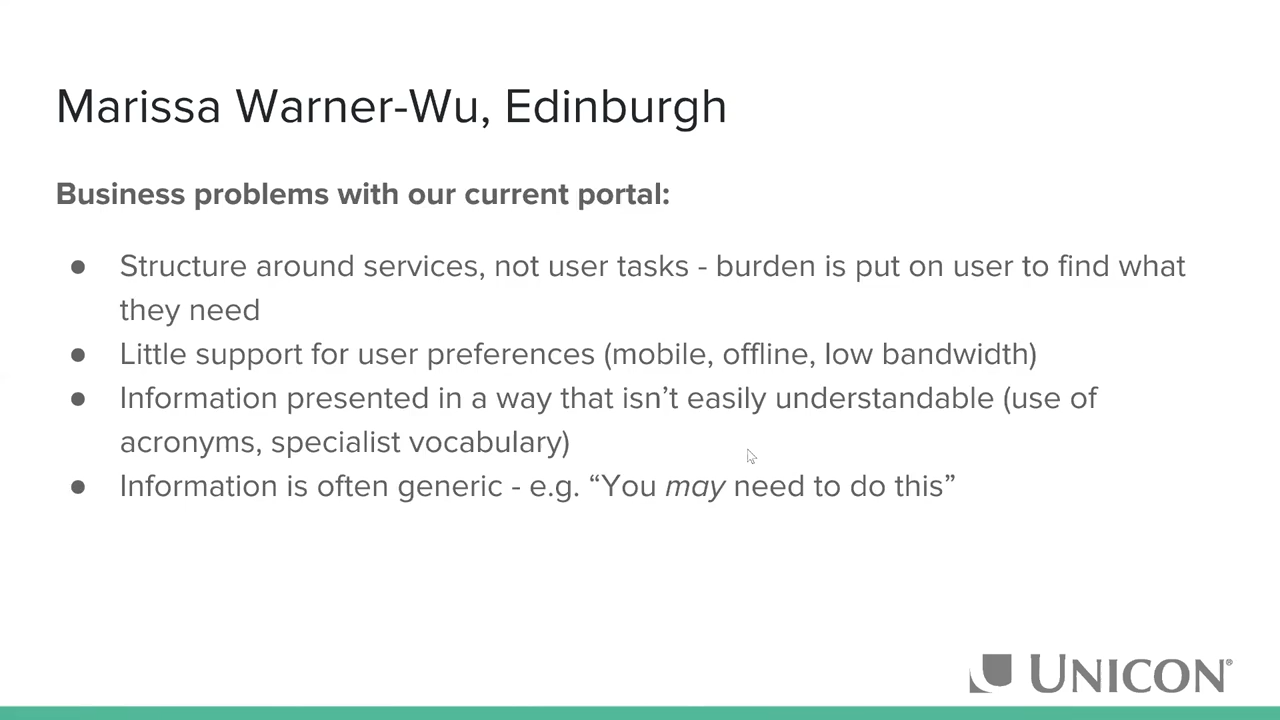 Marissa Warner-Wu, Edinburgh
Business problems with our current portal:
● Structure around services, not user tasks - burden is put on user to find what
they need
● Little support for user preferences (mobile, offline, low bandwidth)
● Information presented in a way that isn’t easily understandable (use of
acronyms, specialist vocabulary)
● Information is often generic - e.g. “You may need to do this”
UNICON®